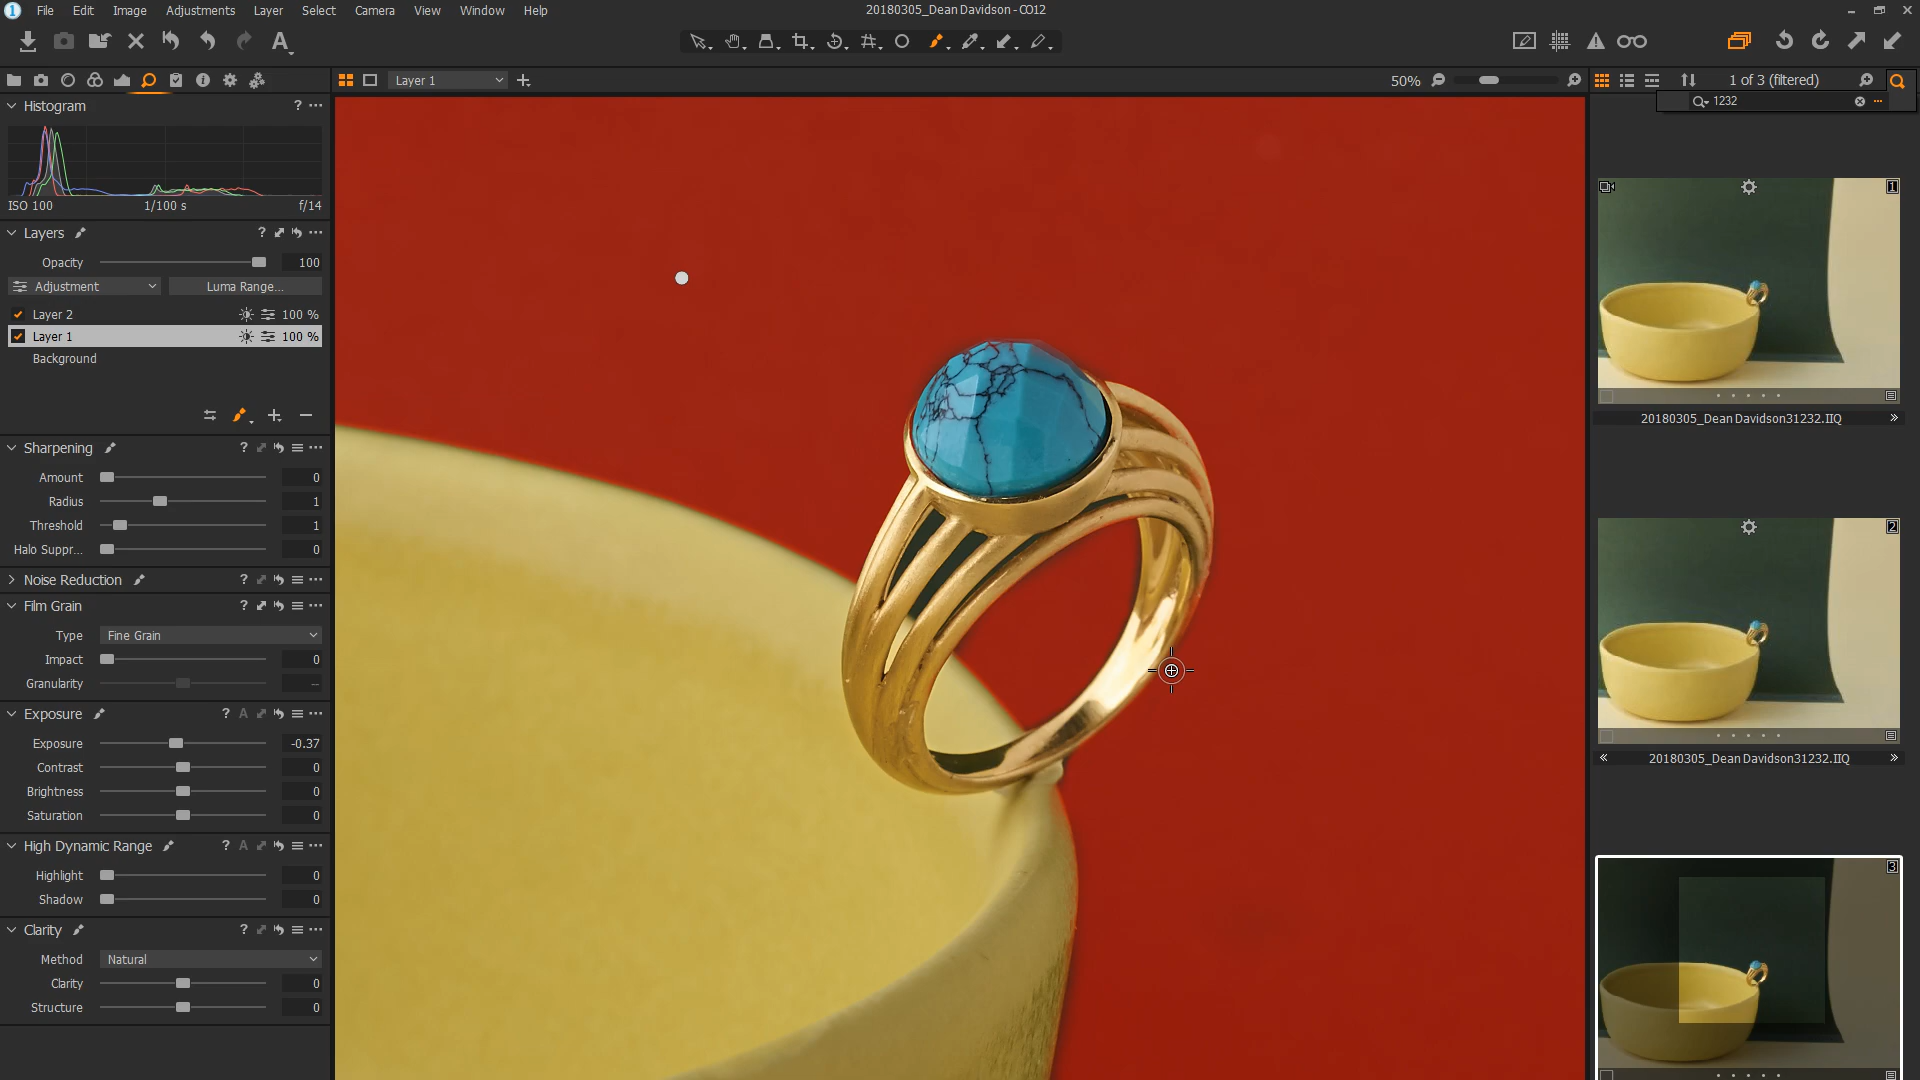 File Edit Image Adjustments Layer Select Camera View Window Help
20180305_Dean Davidson - CO12
Layer 1
50%
1 of 3 (filtered)
1232
Histogram
ISO 100 1/100 s f/14
Layers
Opacity 100
Adjustment Luma Range...
Layer 2 100 %
Layer 1 100 %
Background
Sharpening
Amount 0
Radius 1
Threshold 1
Halo Suppr... 0
Noise Reduction
Film Grain
Type Fine Grain
Impact 0
Granularity --
Exposure
Exposure -0.37
Contrast 0
Brightness 0
Saturation 0
High Dynamic Range
Highlight 0
Shadow 0
Clarity
Method Natural
Clarity 0
Structure 0
1
20180305_Dean Davidson31232.IIQ
2
20180305_Dean Davidson31232.IIQ
3